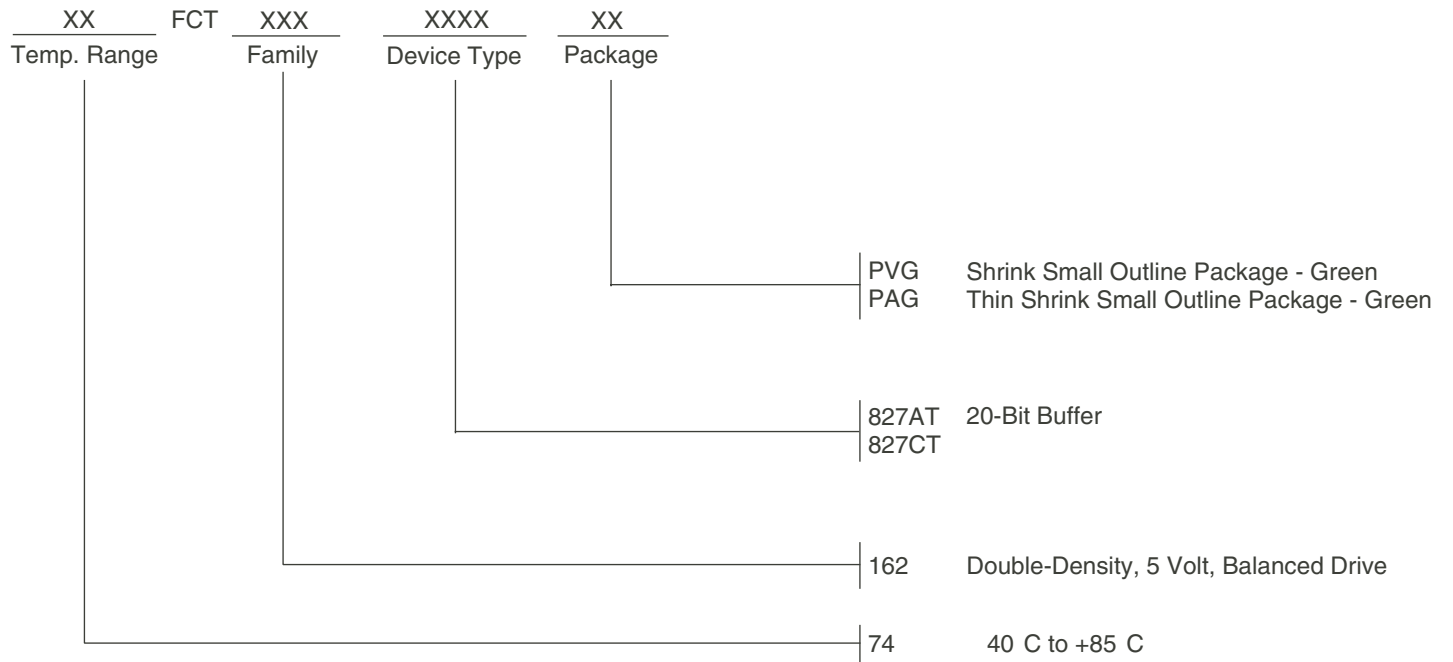 XX FCT XXX XXXX XX
Temp. Range Family Device Type Package
PVG Shrink Small Outline Package - Green
PAG Thin Shrink Small Outline Package - Green
827AT 20-Bit Buffer
827CT
162 Double-Density, 5 Volt, Balanced Drive
74 40 C to +85 C